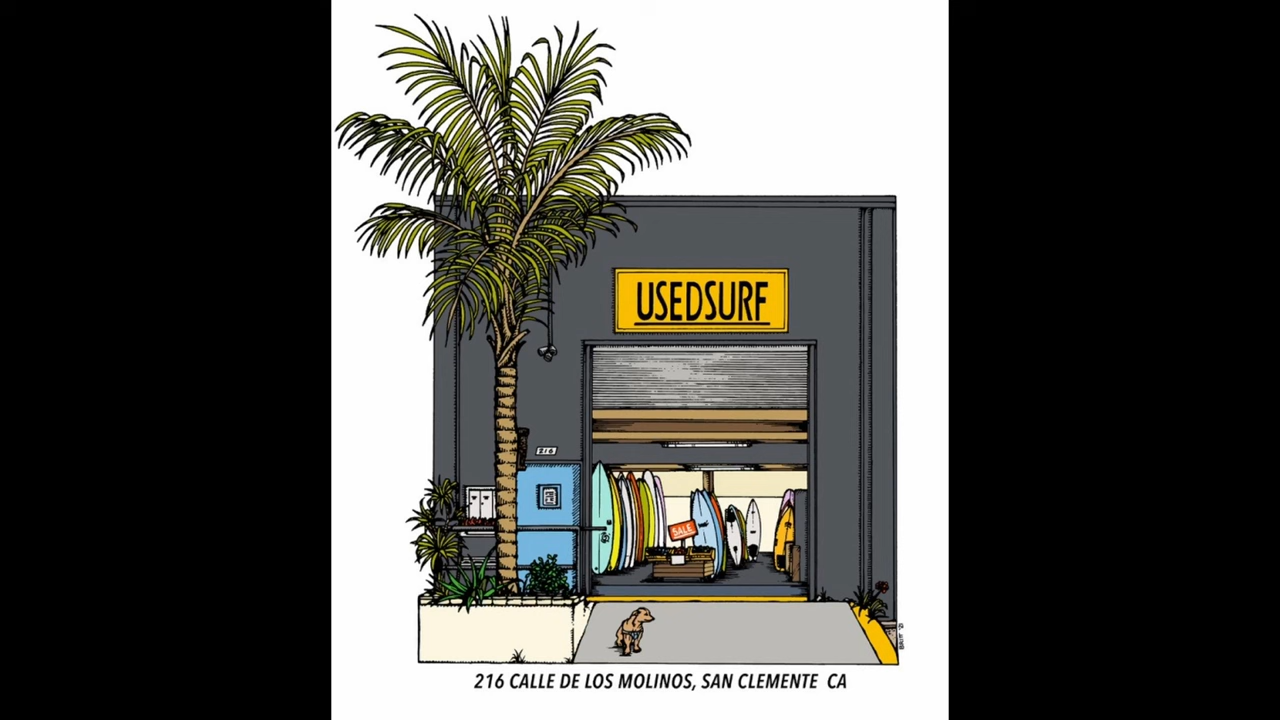 USEDSURF
216
SALE
216 CALLE DE LOS MOLINOS, SAN CLEMENTE CA